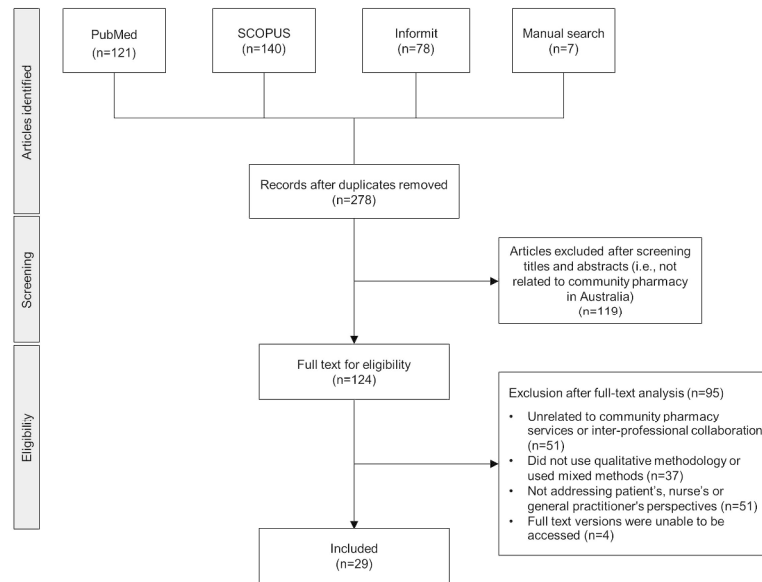 PubMed
(n=121)
SCOPUS
(n=140)
Informit
(n=78)
Manual search
(n=7)
Articles identified
Records after duplicates removed
(n=278)
Screening
Articles excluded after screening
titles and abstracts (i.e., not
related to community pharmacy
in Australia)
(n=119)
Full text for eligibility
(n=124)
Eligibility
Exclusion after full-text analysis (n=95)
• Unrelated to community pharmacy
services or inter-professional collaboration
(n=51)
• Did not use qualitative methodology or
used mixed methods (n=37)
• Not addressing patient's, nurse's or
general practitioner's perspectives (n=51)
• Full text versions were unable to be
accessed (n=4)
Included
(n=29)